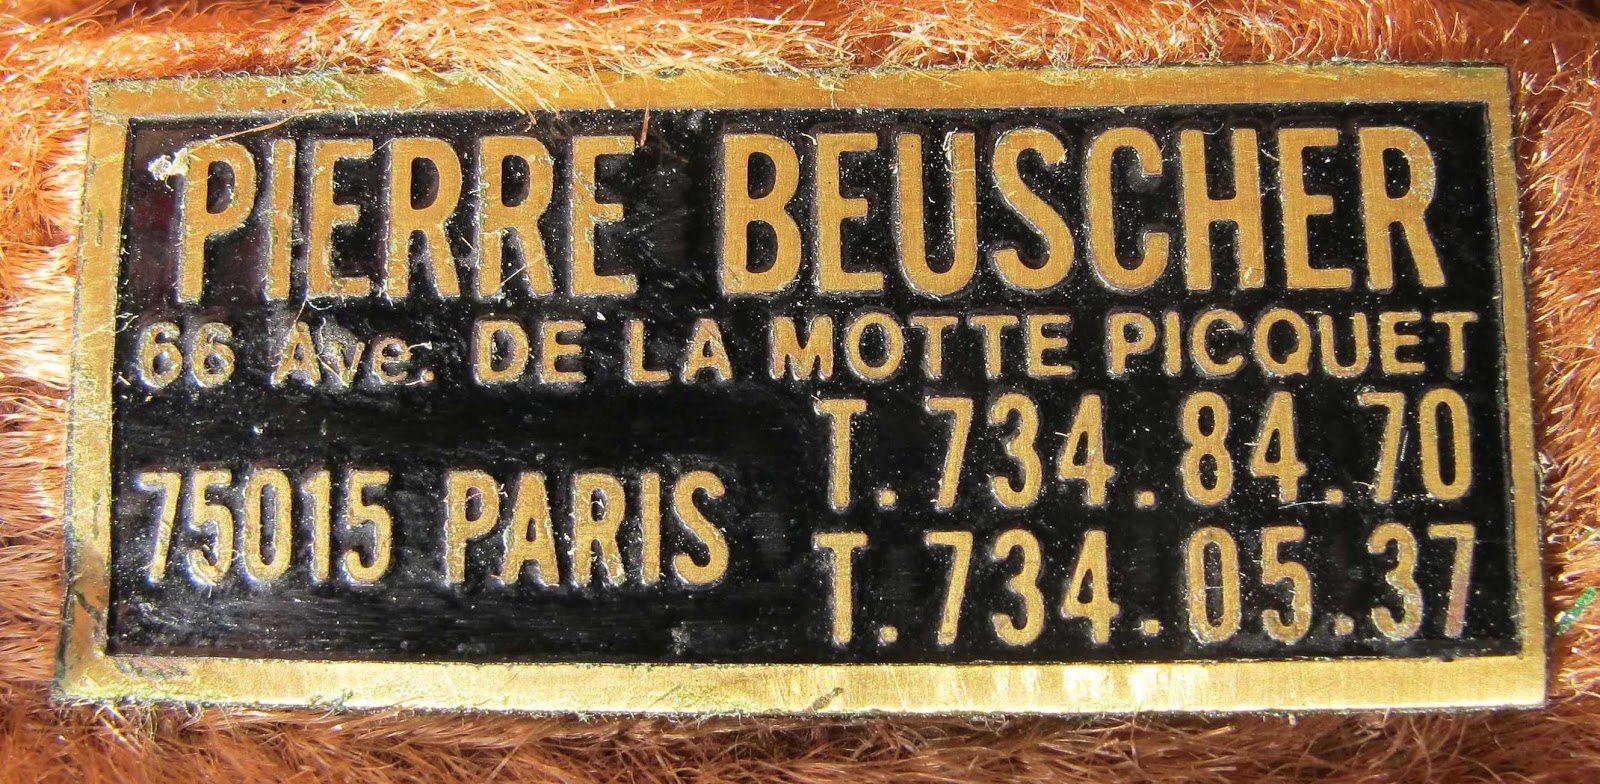 PIERRE BEUSCHER
66 Ave. DE LA MOTTE PICQUET
T.734.84.70
75015 PARIS
T.734.05.37